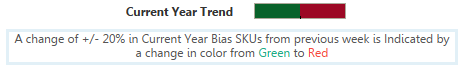 Current Year Trend
A change of +/- 20% in Current Year Bias SKUs from previous week is Indicated by
a change in color from Green to Red